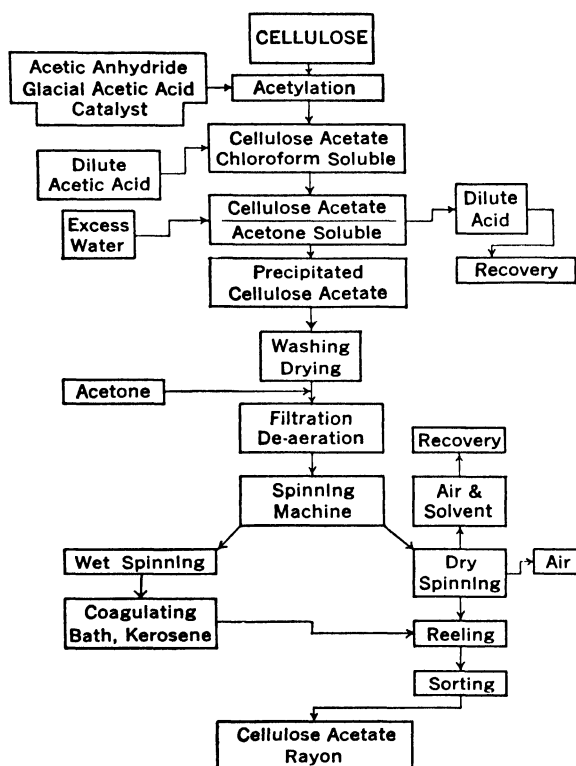 CELLULOSE
Acetic Anhydride
Glacial Acetic Acid
Catalyst
Acetylation
Cellulose Acetate
Chloroform Soluble
Dilute
Acetic Acid
Cellulose Acetate
Acetone Soluble
Excess
Water
Dilute
Acid
Recovery
Precipitated
Cellulose Acetate
Washing
Drying
Acetone
Filtration
De-aeration
Recovery
Spinning
Machine
Air &
Solvent
Wet Spinning
Dry
Spinning
Air
Coagulating
Bath, Kerosene
Reeling
Sorting
Cellulose Acetate
Rayon